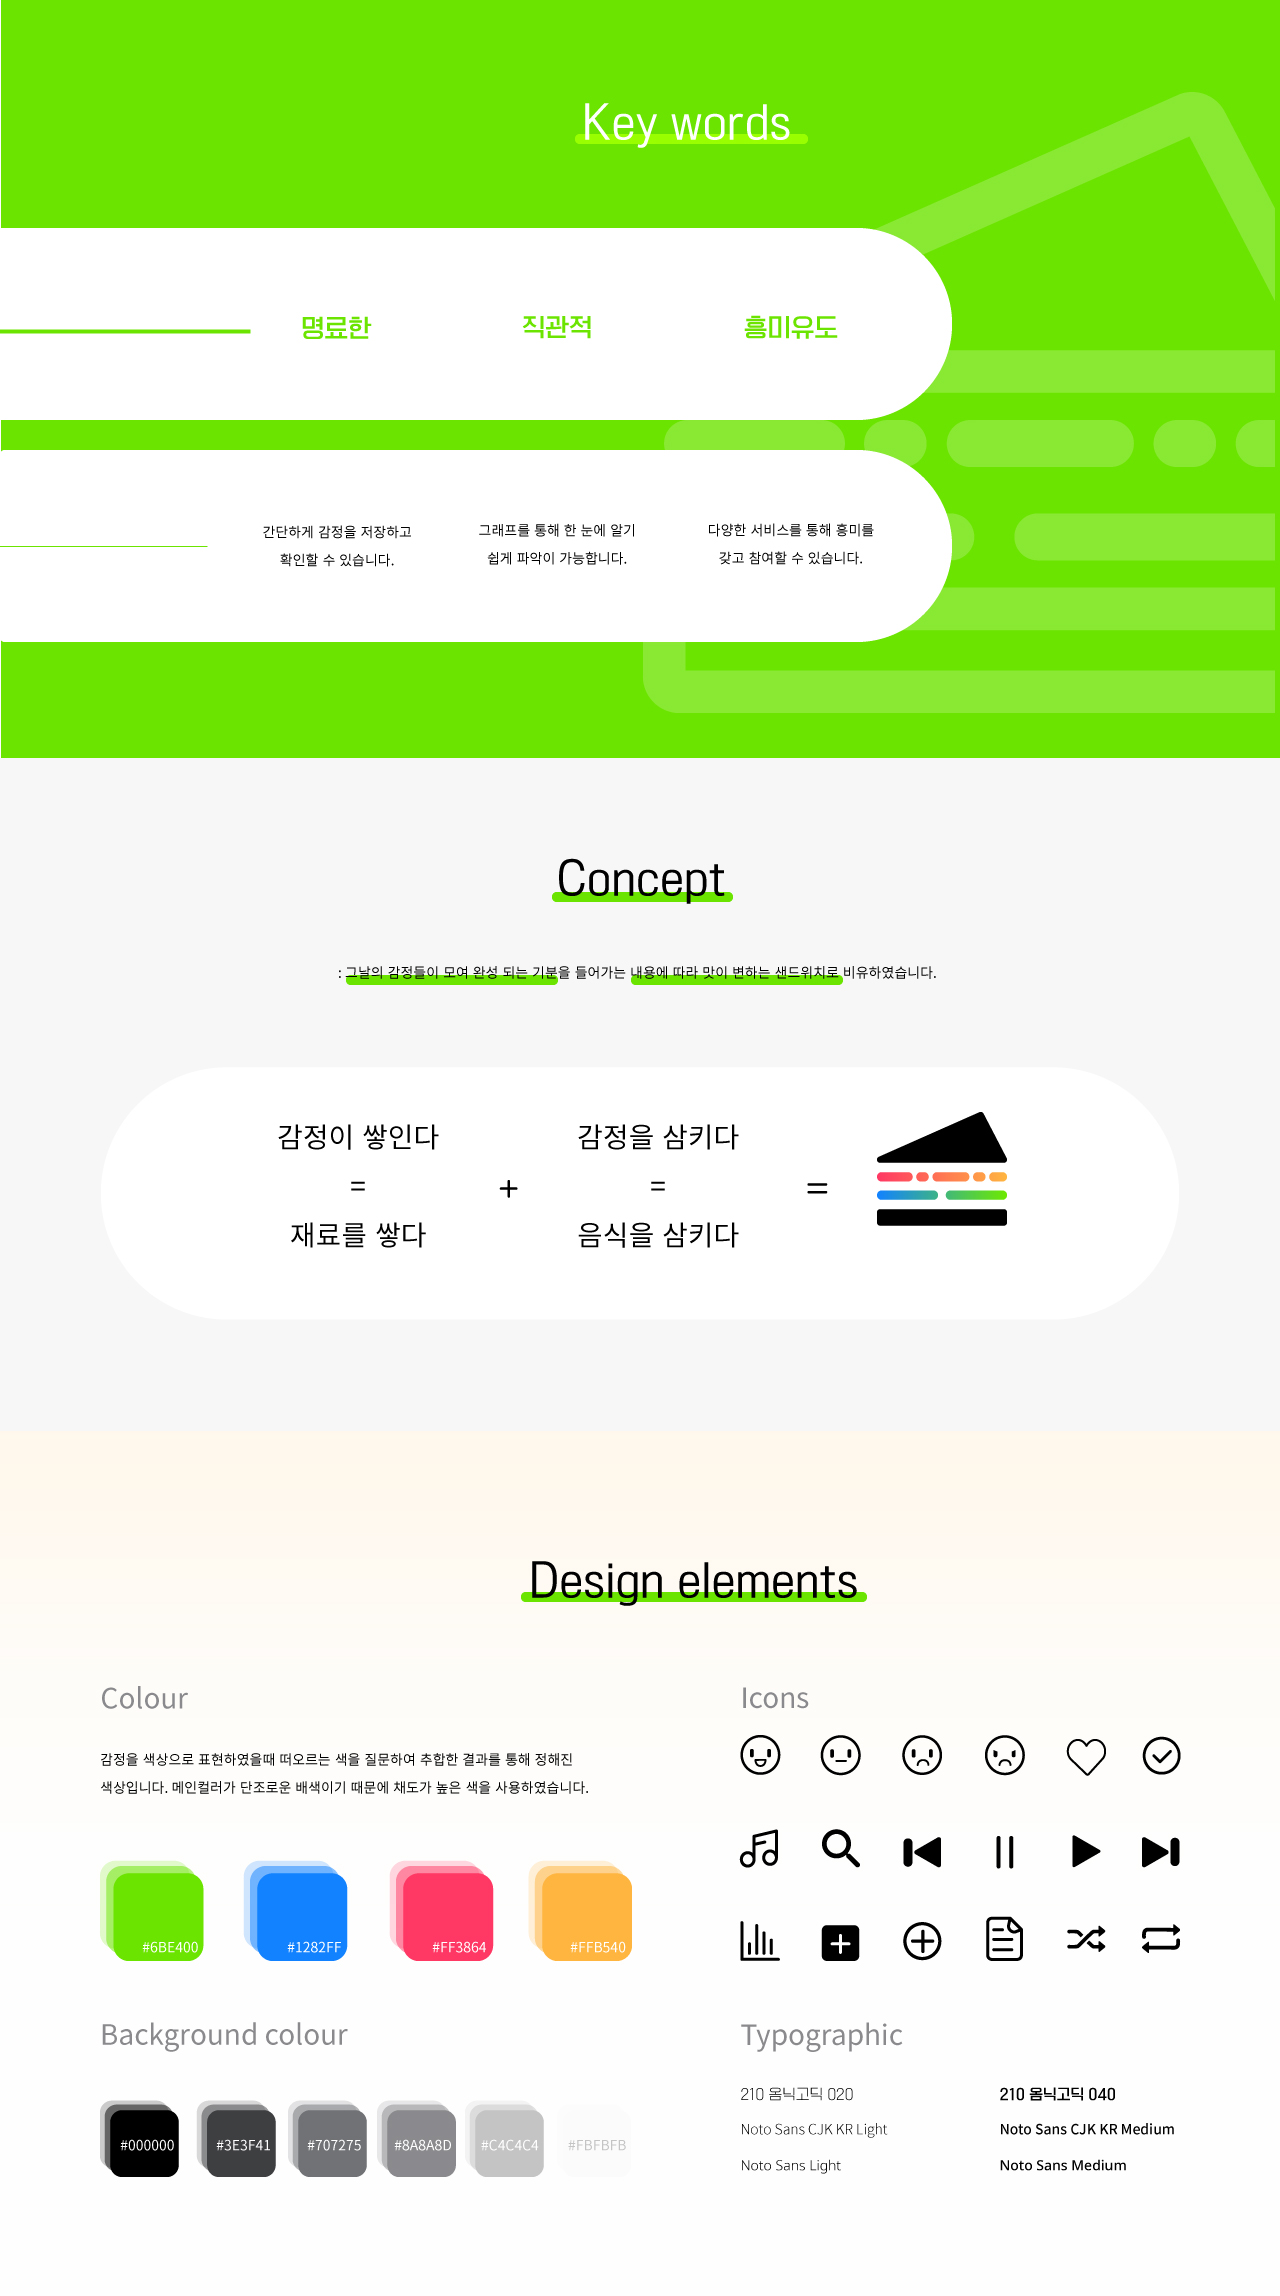 Key words
명료한 직관적 흥미유도
간단하게 감정을 저장하고
확인할 수 있습니다.
그래프를 통해 한 눈에 알기
쉽게 파악이 가능합니다.
다양한 서비스를 통해 흥미를
갖고 참여할 수 있습니다.
Concept
: 그날의 감정들이 모여 완성 되는 기분을 들어가는 내용에 따라 맛이 변하는 샌드위치로 비유하였습니다.
감정이 쌓인다
=
재료를 쌓다
+
감정을 삼키다
=
음식을 삼키다
=
Design elements
Colour
감정을 색상으로 표현하였을때 떠오르는 색을 질문하여 추합한 결과를 통해 정해진
색상입니다. 메인컬러가 단조로운 배색이기 때문에 채도가 높은 색을 사용하였습니다.
#6BE400 #1282FF #FF3864 #FFB540
Icons
Background colour
#000000 #3E3F41 #707275 #8A8A8D #C4C4C4 #FBFBFB
Typographic
210 옴닉고딕 020
Noto Sans CJK KR Light
Noto Sans Light
210 옴닉고딕 040
Noto Sans CJK KR Medium
Noto Sans Medium